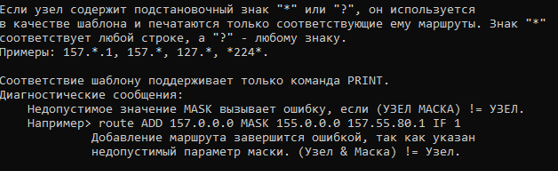 Если узел содержит подстановочный знак "*" или "?", он используется
в качестве шаблона и печатаются только соответствующие ему маршруты. Знак "*"
соответствует любой строке, а "?" - любому знаку.
Примеры: 157.*.1, 157.*, 127.*, *224*.
Соответствие шаблону поддерживает только команда PRINT.
Диагностические сообщения:
Недопустимое значение MASK вызывает ошибку, если (УЗЕЛ МАСКА) != УЗЕЛ.
Например> route ADD 157.0.0.0 MASK 155.0.0.0 157.55.80.1 IF 1
Добавление маршрута завершится ошибкой, так как указан
недопустимый параметр маски. (Узел & Маска) != Узел.